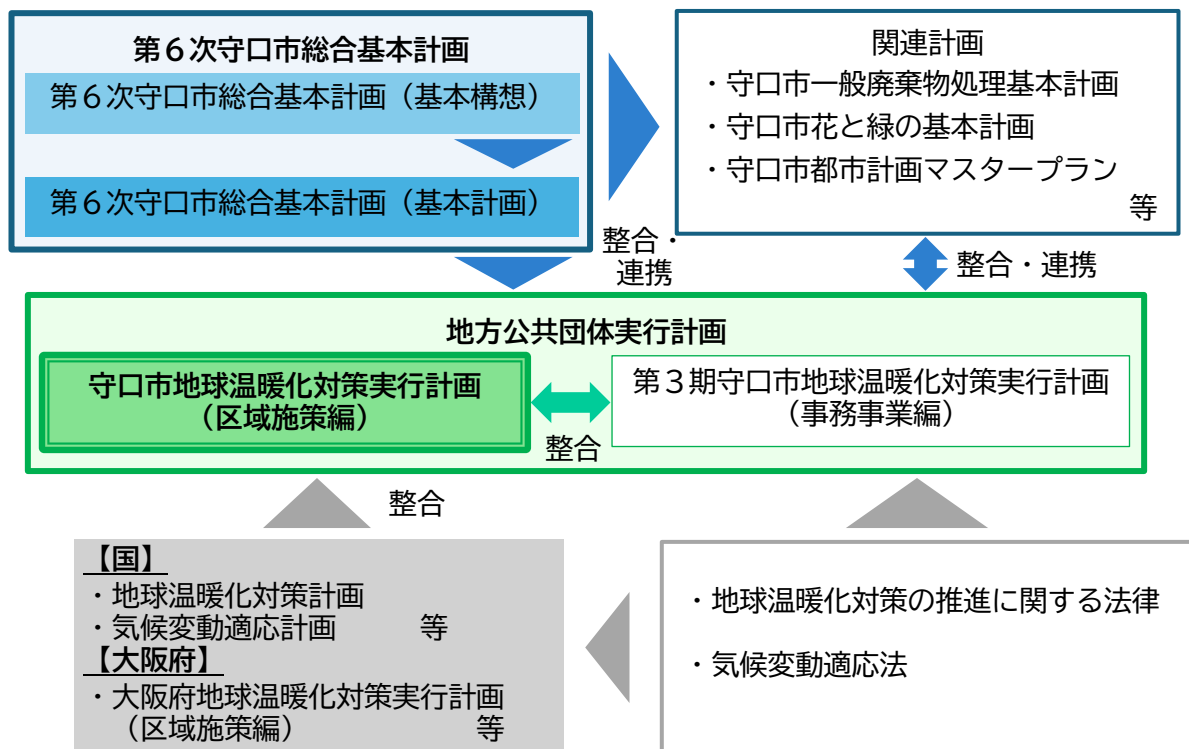 第６次守口市総合基本計画
第６次守口市総合基本計画（基本構想）
第６次守口市総合基本計画（基本計画）
関連計画
・守口市一般廃棄物処理基本計画
・守口市花と緑の基本計画
・守口市都市計画マスタープラン
等
整合・
連携
整合・連携
地方公共団体実行計画
守口市地球温暖化対策実行計画
（区域施策編）
整合
第３期守口市地球温暖化対策実行計画
（事務事業編）
整合
【国】
・地球温暖化対策計画
・気候変動適応計画　　　等
【大阪府】
・大阪府地球温暖化対策実行計画
（区域施策編）　　　　　　等
・地球温暖化対策の推進に関する法律
・気候変動適応法